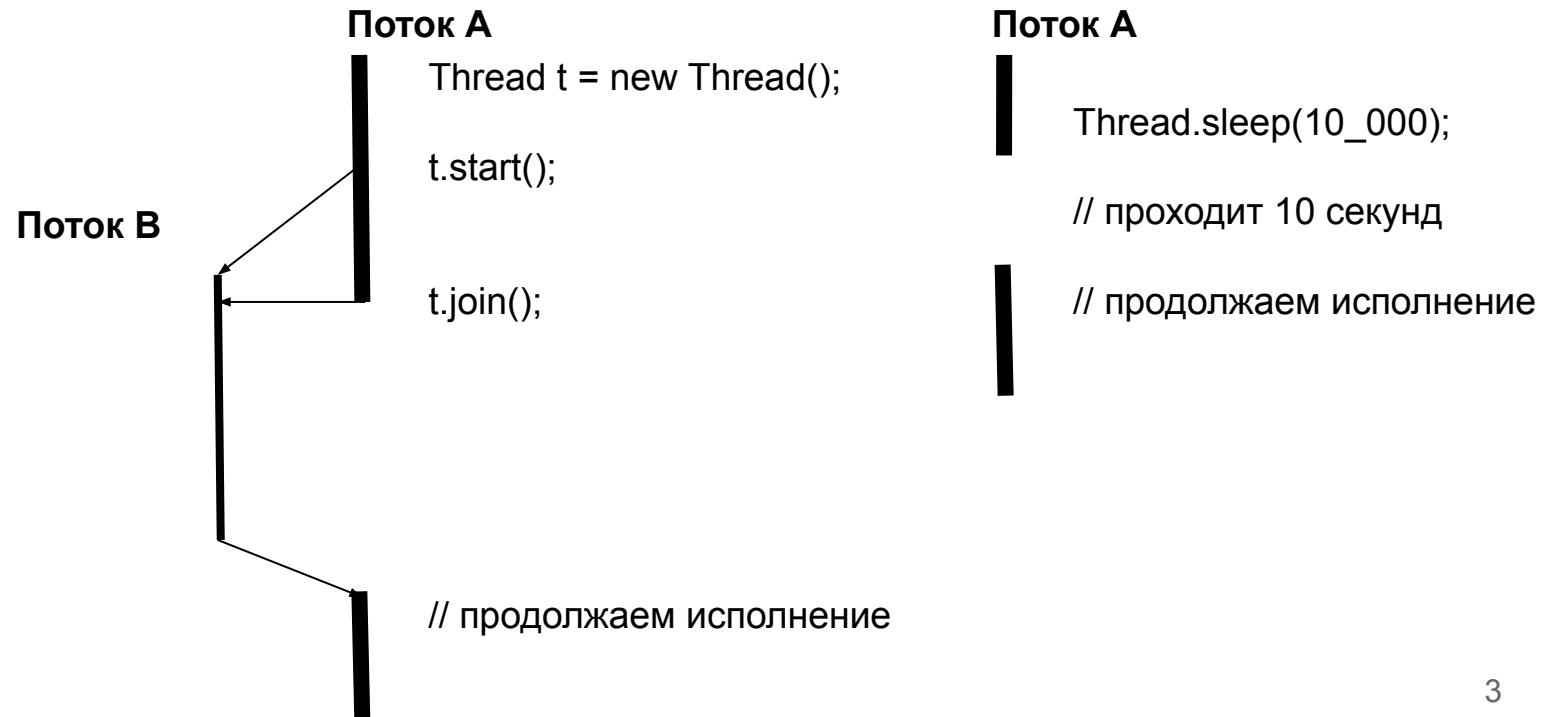 Поток А
Thread t = new Thread();
t.start();
Поток B
t.join();
// продолжаем исполнение
Поток А
Thread.sleep(10_000);
// проходит 10 секунд
// продолжаем исполнение
3